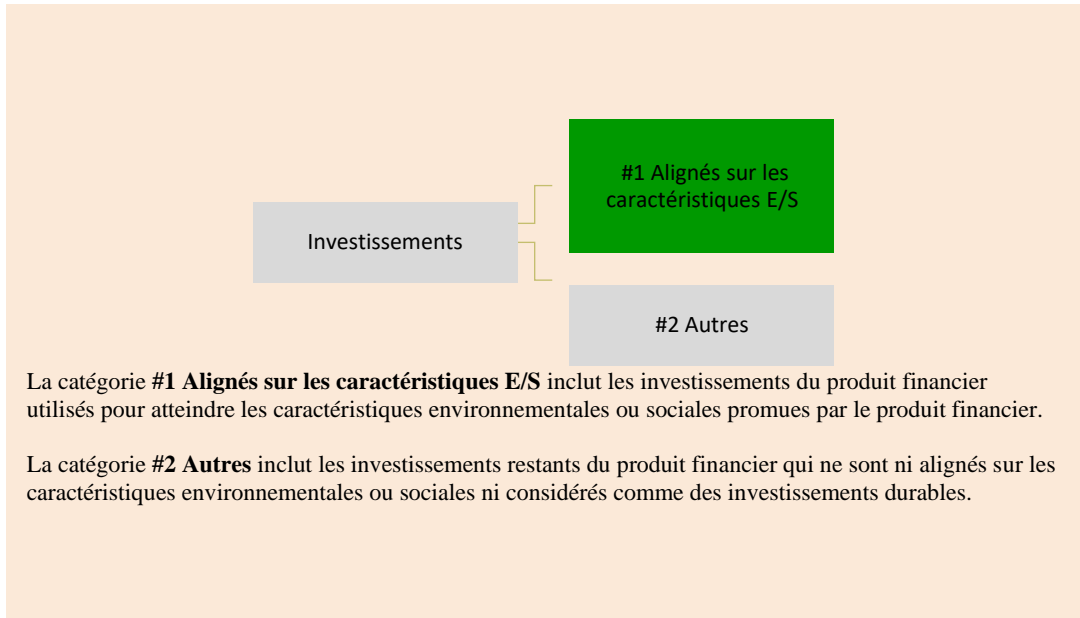 #1 Alignés sur les
caractéristiques E/S
Investissements
#2 Autres
La catégorie #1 Alignés sur les caractéristiques E/S inclut les investissements du produit financier
utilisés pour atteindre les caractéristiques environnementales ou sociales promues par le produit financier.
La catégorie #2 Autres inclut les investissements restants du produit financier qui ne sont ni alignés sur les
caractéristiques environnementales ou sociales ni considérés comme des investissements durables.